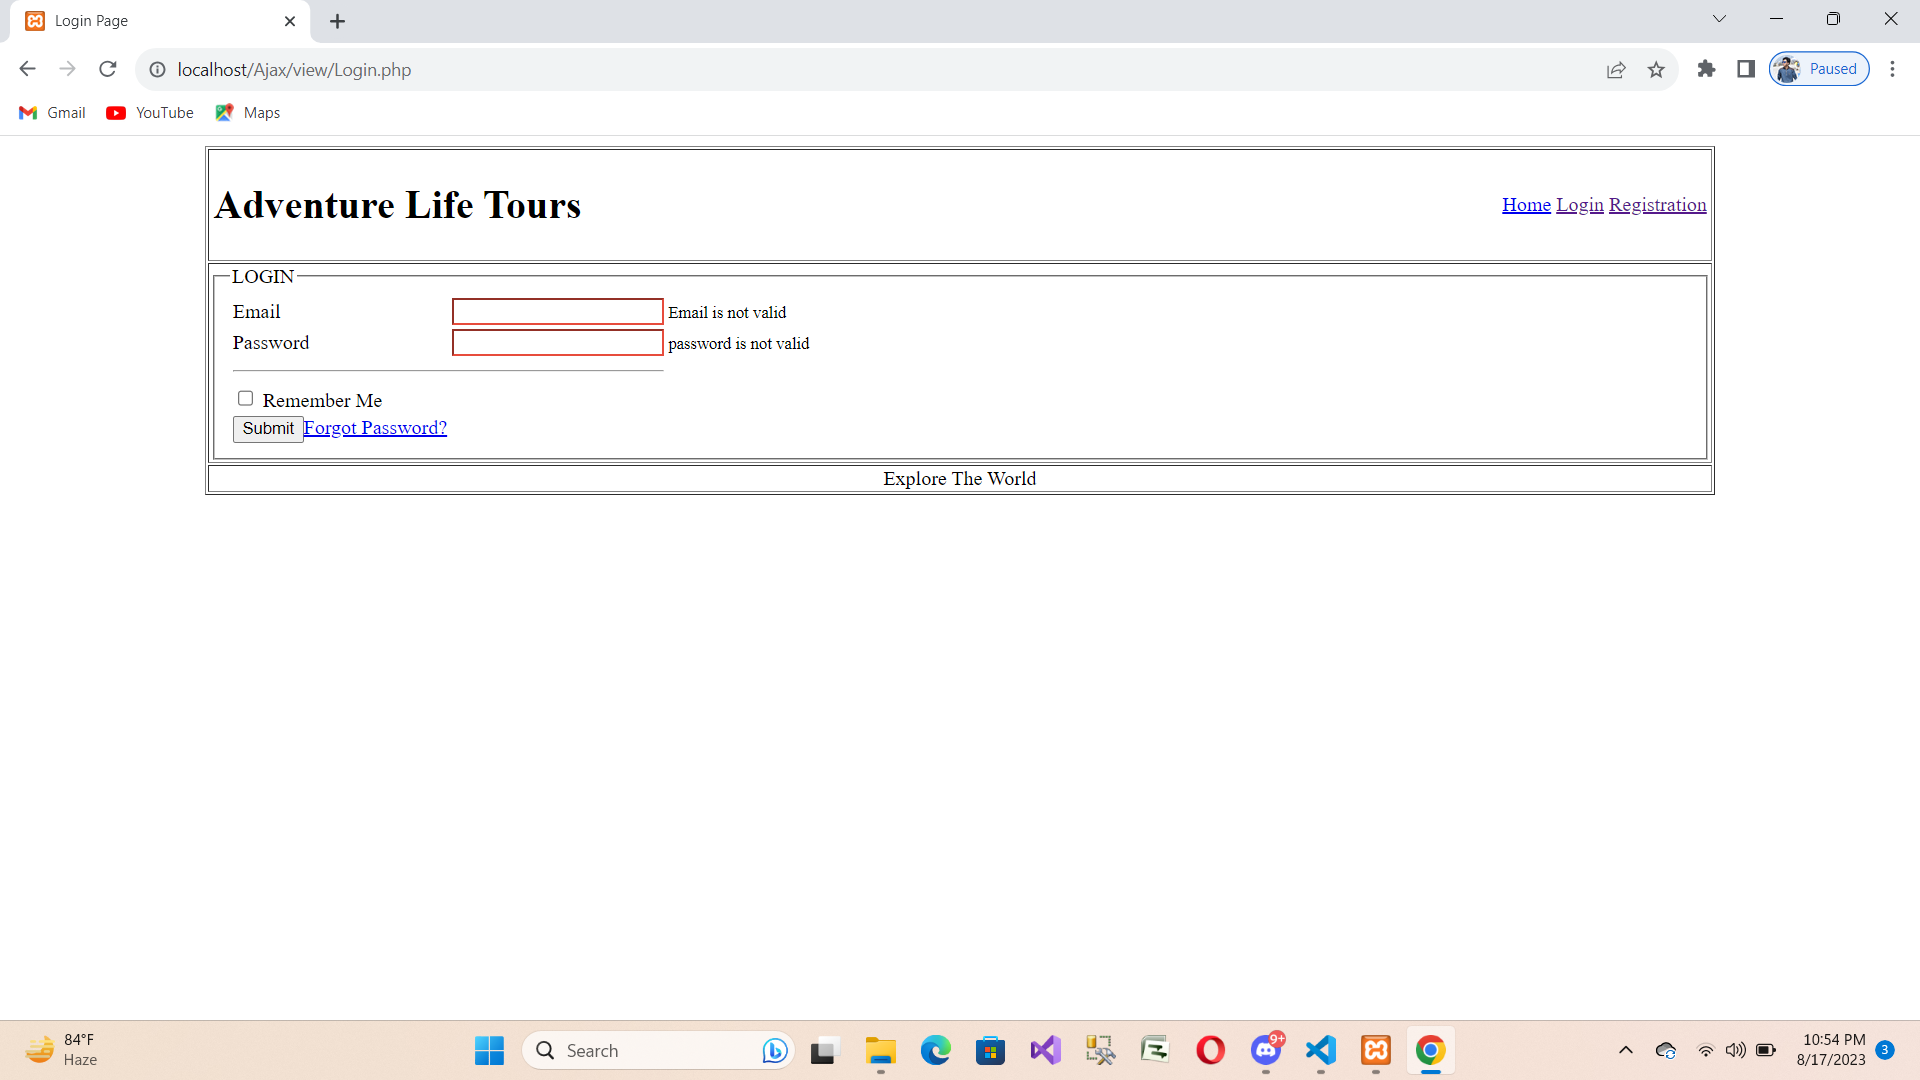 Login Page
localhost/Ajax/view/Login.php
Paused
Gmail YouTube Maps
Adventure Life Tours
Home Login Registration
LOGIN
Email Email is not valid
Password password is not valid
Remember Me
Submit Forgot Password?
Explore The World
84°F
Haze
Search
9+
10:54 PM
8/17/2023
3